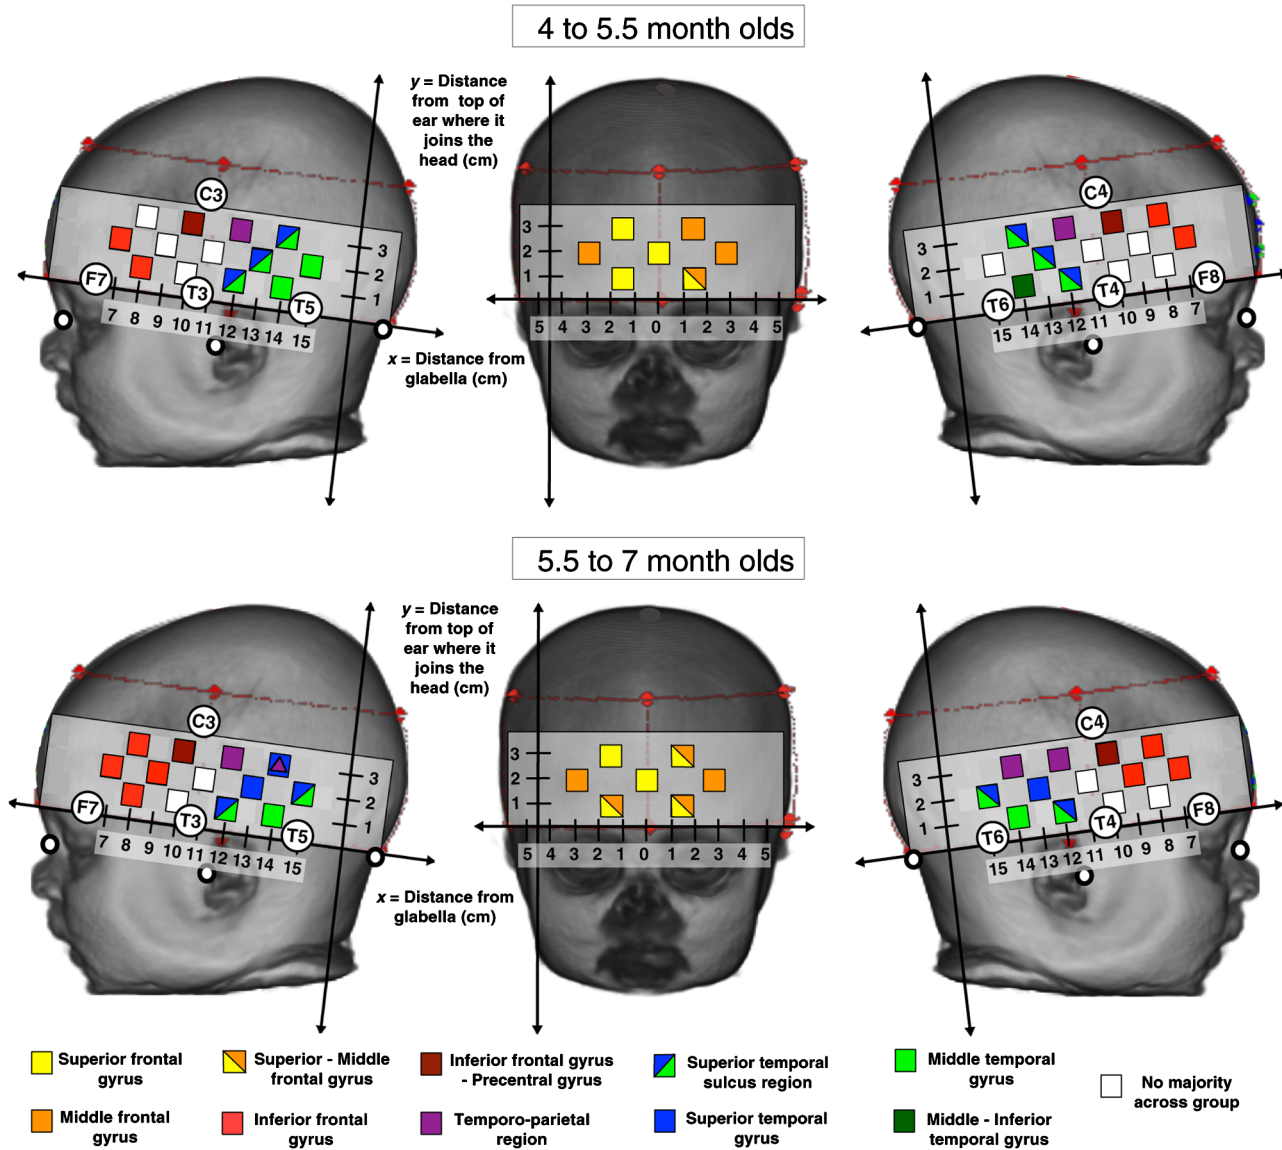 4 to 5.5 month olds
y = Distance
from top of
ear where it
joins the
head (cm)
C3
3
2
1
F7
T3
T5
7 8 9 10 11 12 13 14 15
x = Distance from
glabella (cm)
3
2
1
5 4 3 2 1 0 1 2 3 4 5
C4
3
2
1
T6
T4
F8
15 14 13 12 11 10 9 8 7
5.5 to 7 month olds
y = Distance
from top of
ear where it
joins the
head (cm)
C3
3
2
1
F7
T3
T5
7 8 9 10 11 12 13 14 15
x = Distance from
glabella (cm)
3
2
1
5 4 3 2 1 0 1 2 3 4 5
C4
3
2
1
T6
T4
F8
15 14 13 12 11 10 9 8 7
Superior frontal
gyrus
Superior - Middle
frontal gyrus
Inferior frontal gyrus
- Precentral gyrus
Superior temporal
sulcus region
Middle temporal
gyrus
No majority
across group
Middle frontal
gyrus
Inferior frontal
gyrus
Temporo-parietal
region
Superior temporal
gyrus
Middle - Inferior
temporal gyrus